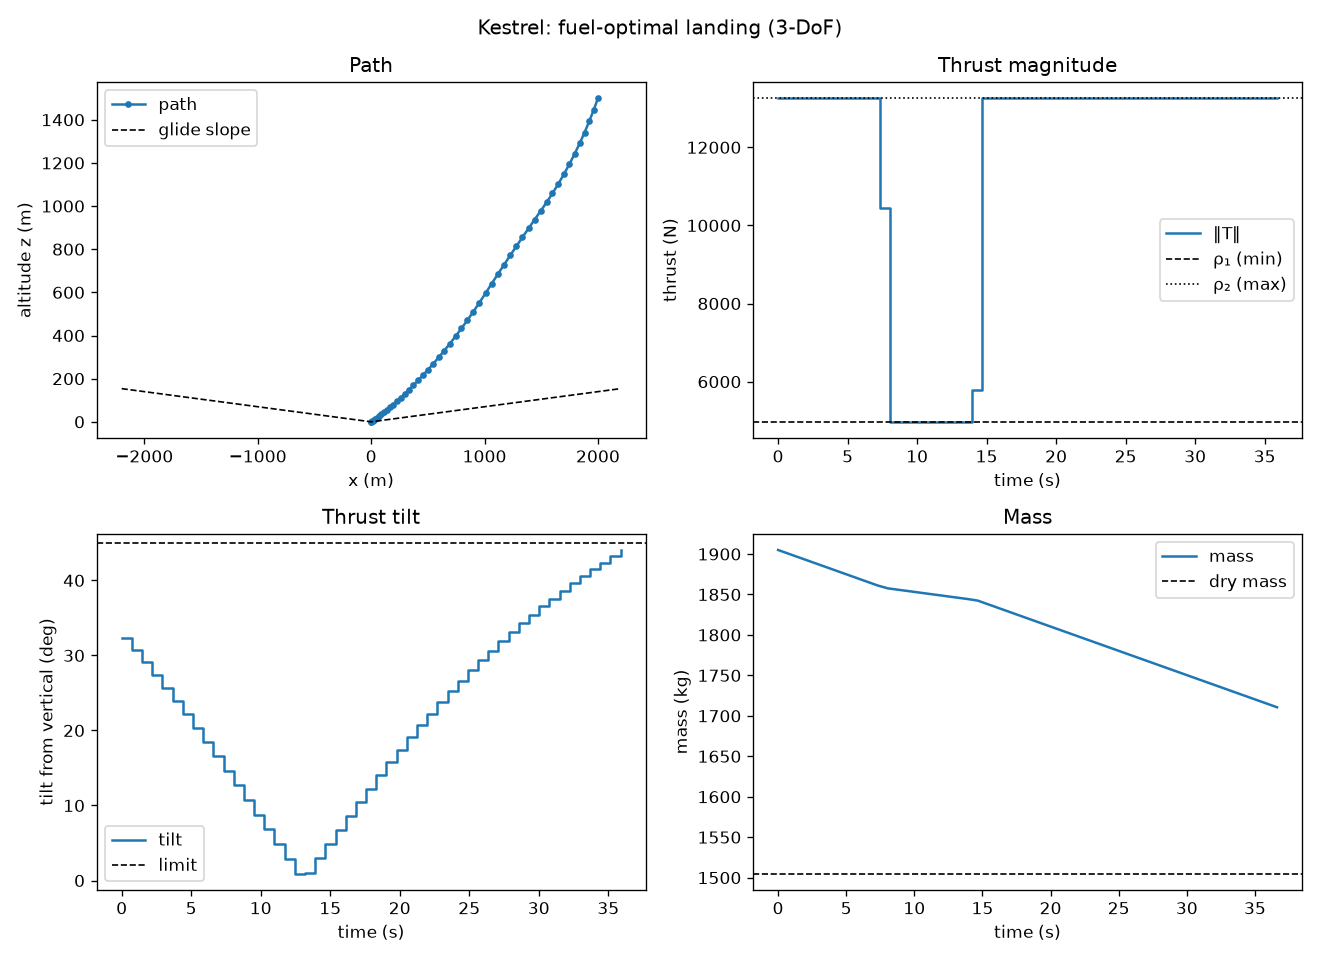 Kestrel: fuel-optimal landing (3-DoF)
Path
path
glide slope
altitude z (m)
1400
1200
1000
800
600
400
200
0
−2000
−1000
0
1000
2000
x (m)
Thrust magnitude
‖T‖
ρ₁ (min)
ρ₂ (max)
thrust (N)
12000
10000
8000
6000
0
5
10
15
20
25
30
35
time (s)
Thrust tilt
tilt
limit
tilt from vertical (deg)
40
30
20
10
0
0
5
10
15
20
25
30
35
time (s)
Mass
mass
dry mass
mass (kg)
1900
1850
1800
1750
1700
1650
1600
1550
1500
0
5
10
15
20
25
30
35
time (s)